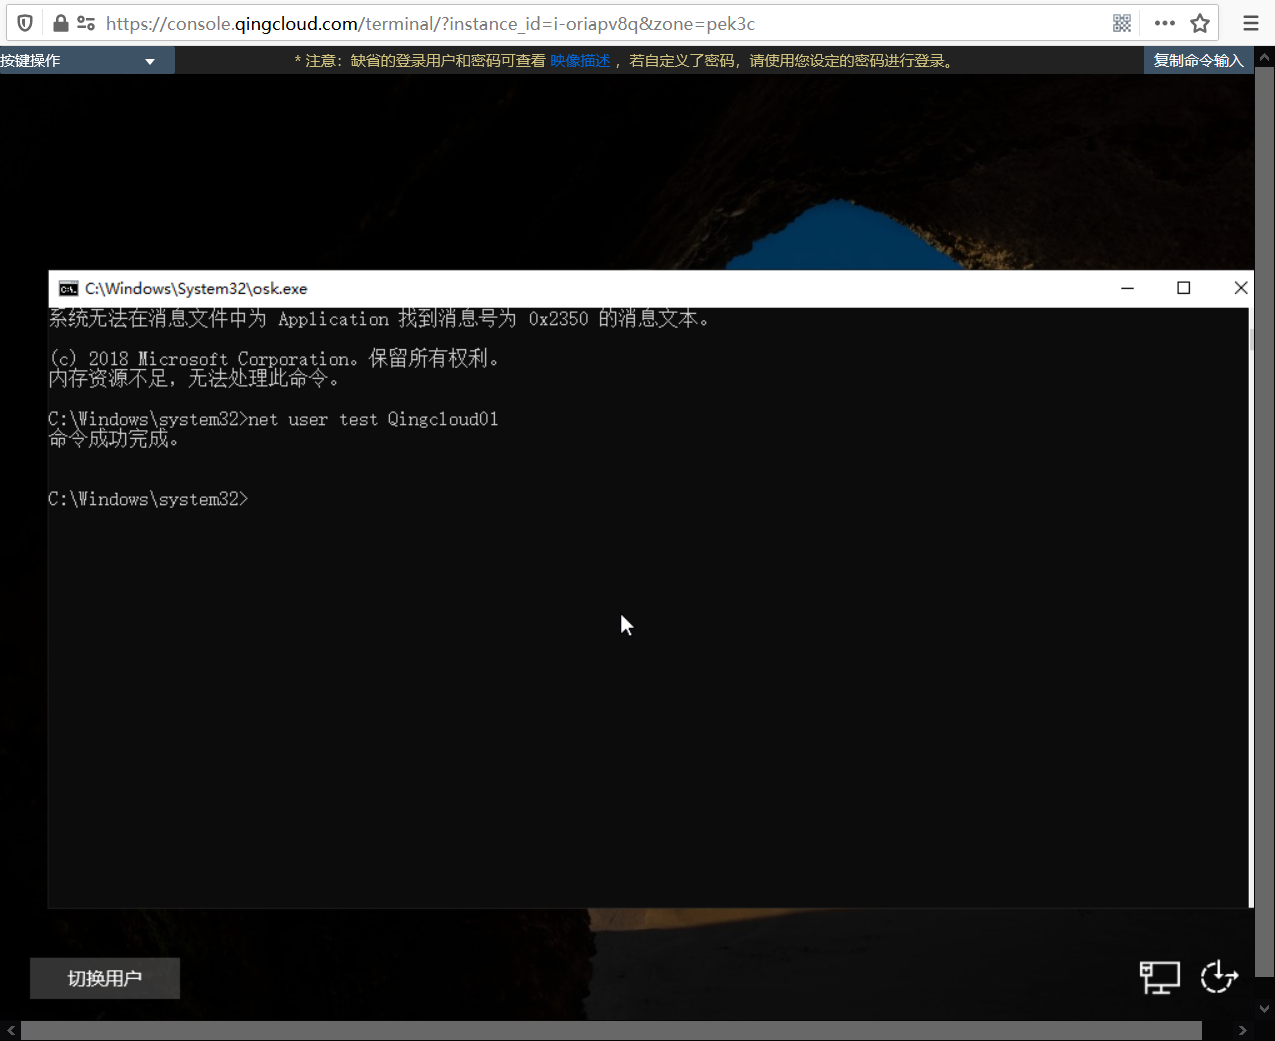 https://console.qingcloud.com/terminal/?instance_id=i-oriapv8q&zone=pek3c
按键操作
* 注意：缺省的登录用户和密码可查看 映像描述 ，若自定义了密码，请使用您设定的密码进行登录。
复制命令输入
C:\Windows\System32\osk.exe
系统无法在消息文件中为 Application 找到消息号为 0x2350 的消息文本。
(c) 2018 Microsoft Corporation。保留所有权利。
内存资源不足，无法处理此命令。
C:\Windows\system32>net user test Qingcloud01
命令成功完成。
C:\Windows\system32>
切换用户